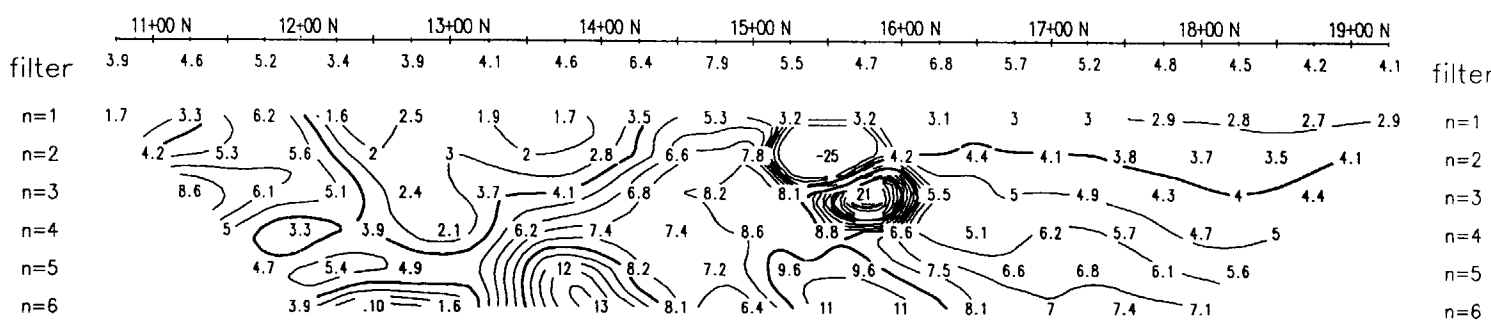 11+00 N 12+00 N 13+00 N 14+00 N 15+00 N 16+00 N 17+00 N 18+00 N 19+00 N
filter 3.9 4.6 5.2 3.4 3.9 4.1 4.6 6.4 7.9 5.5 4.7 6.8 5.7 5.2 4.8 4.5 4.2 4.1 filter
n=1 1.7 3.3 6.2 1.6 2.5 1.9 1.7 3.5 5.3 3.2 3.2 3.1 3 3 2.9 2.8 2.7 2.9 n=1
n=2 4.2 5.3 5.6 2 3 2 2.8 6.6 7.8 -25 4.2 4.4 4.1 3.8 3.7 3.5 4.1 n=2
n=3 8.6 6.1 5.1 2.4 3.7 4.1 6.8 8.2 8.1 21 5.5 5 4.9 4.3 4 4.4 n=3
n=4 5 3.3 3.9 2.1 6.2 7.4 7.4 8.6 8.8 6.6 5.1 6.2 5.7 4.7 5 n=4
n=5 4.7 5.4 4.9 12 8.2 7.2 9.6 9.6 7.5 6.6 6.8 6.1 5.6 n=5
n=6 3.9 .10 1.6 13 8.1 6.4 11 11 8.1 7 7.4 7.1 n=6